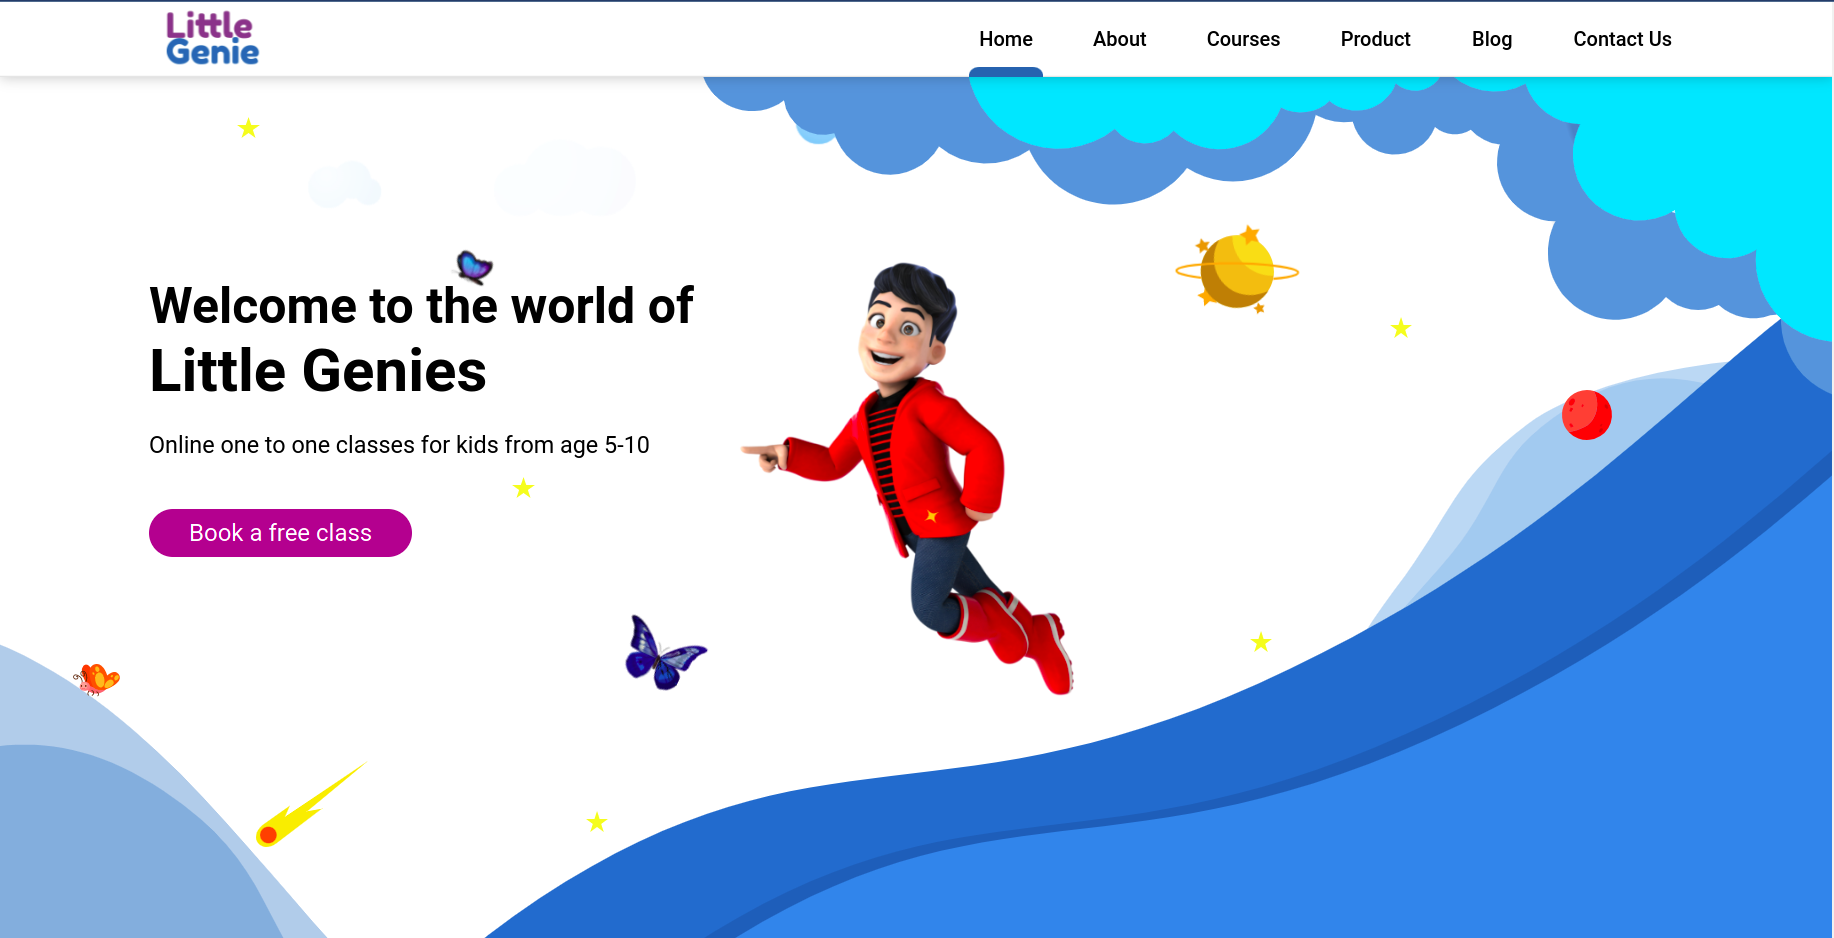 Little
Genie
Home About Courses Product Blog Contact Us
Welcome to the world of
Little Genies
Online one to one classes for kids from age 5-10
Book a free class